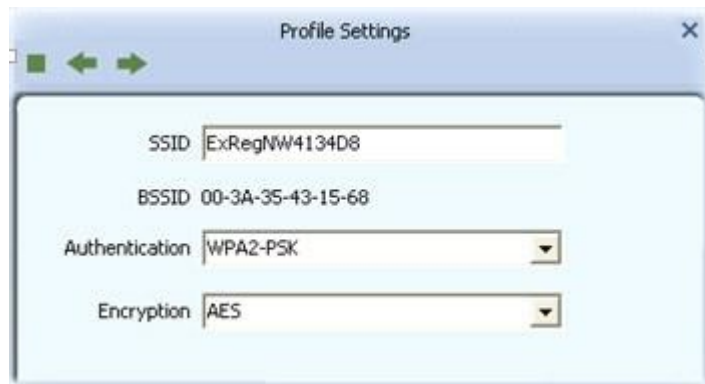 Profile Settings
SSID ExRegNW4134D8
BSSID 00-3A-35-43-15-68
Authentication WPA2-PSK
Encryption AES